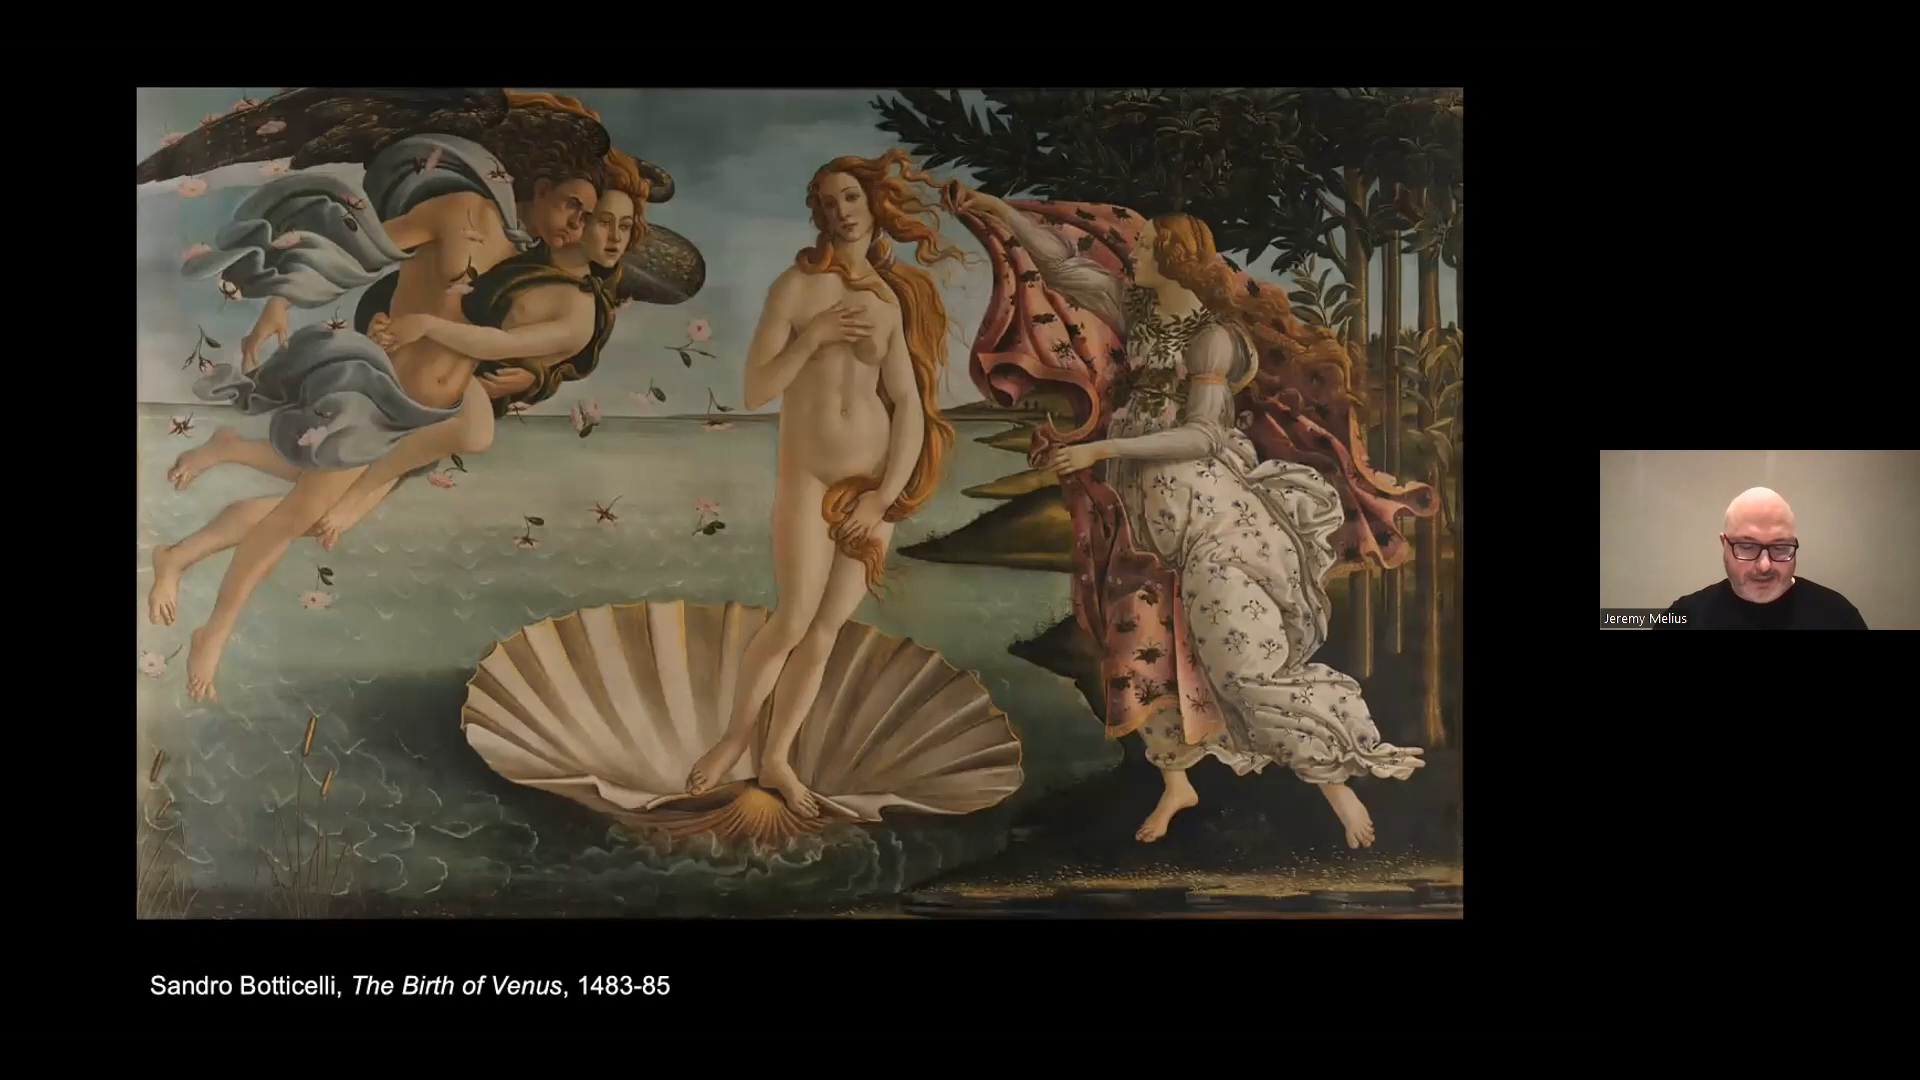 Jeremy Melius
Sandro Botticelli, The Birth of Venus, 1483-85